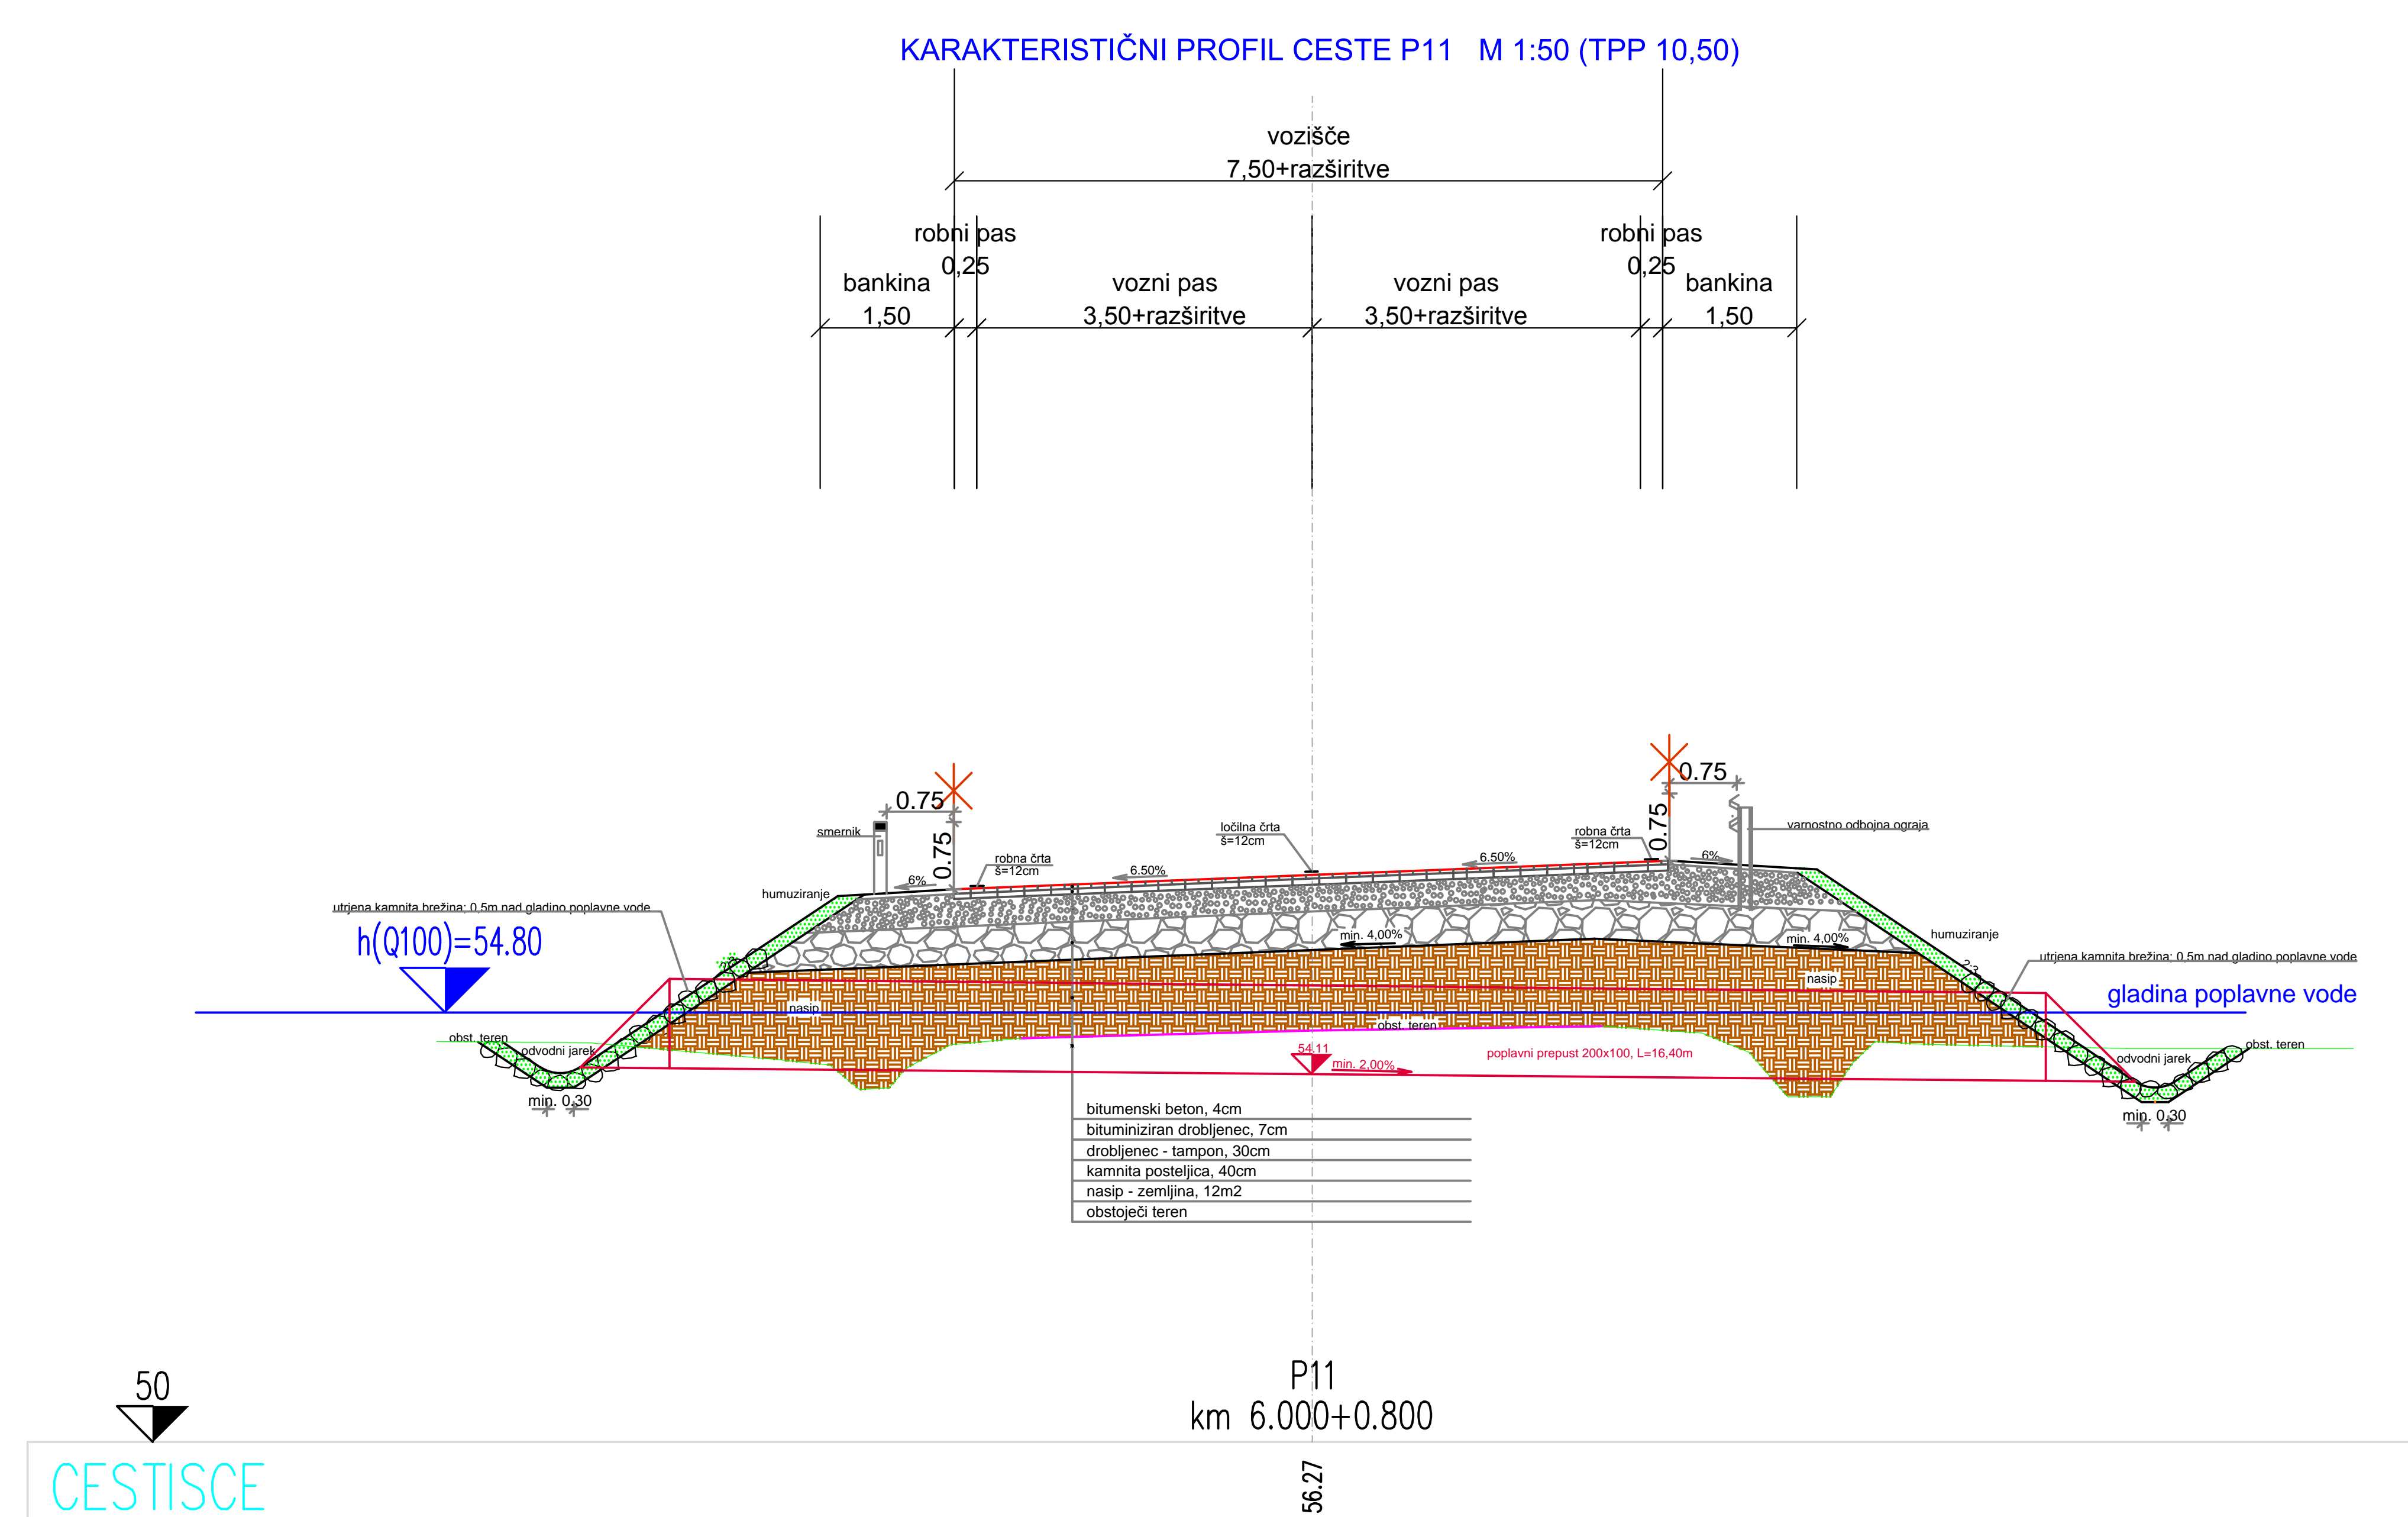 KARAKTERISTIČNI PROFIL CESTE P11 M 1:50 (TPP 10,50)
vozišče
7,50+razširitve
robni pas
0,25
robni pas
0,25
bankina
1,50
vozni pas
3,50+razširitve
vozni pas
3,50+razširitve
bankina
1,50
0.75
0.75
0.75
0.75
smernik
ločilna črta
š=12cm
robna črta
š=12cm
varnostno odbojna ograja
robna črta
š=12cm
6%
6.50%
6.50%
6%
humuziranje
utrjena kamnita brežina; 0,5m nad gladino poplavne vode
h(Q100)=54.80
min. 4,00%
min. 4,00%
humuziranje
utrjena kamnita brežina; 0,5m nad gladino poplavne vode
nasip
nasip
gladina poplavne vode
obst. teren
obst. teren
obst. teren
odvodni jarek
odvodni jarek
54.11
min. 2,00%
poplavni prepust 200x100, L=16,40m
min. 0,30
min. 0,30
bitumenski beton, 4cm
bituminiziran drobljenec, 7cm
drobljenec - tampon, 30cm
kamnita posteljica, 40cm
nasip - zemljina, 12m2
obstoječi teren
P11
km 6.000+0.800
50
CESTISCE
56.27